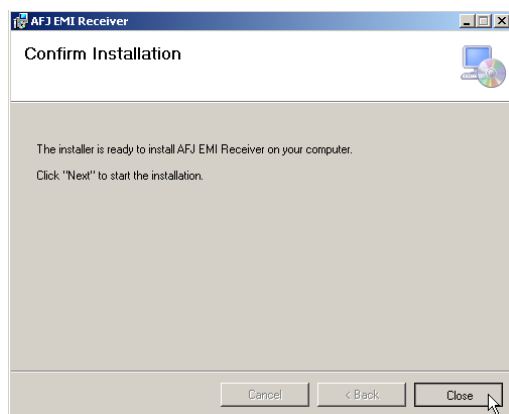 AFJ EMI Receiver
Confirm Installation
The installer is ready to install AFJ EMI Receiver on your computer.
Click "Next" to start the installation.
Cancel
< Back
Close